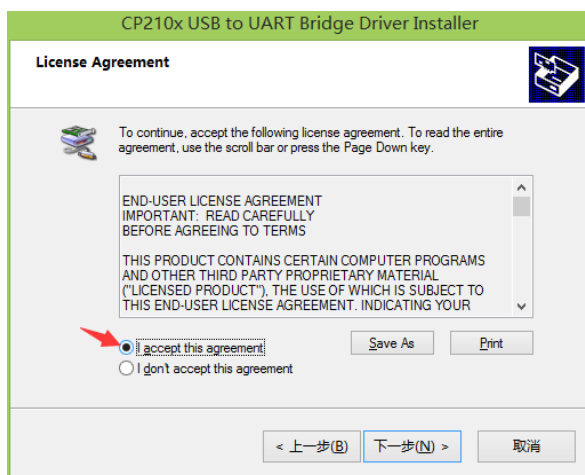 CP210x USB to UART Bridge Driver Installer
License Agreement
To continue, accept the following license agreement. To read the entire
agreement, use the scroll bar or press the Page Down key.
END-USER LICENSE AGREEMENT
IMPORTANT: READ CAREFULLY
BEFORE AGREEING TO TERMS
THIS PRODUCT CONTAINS CERTAIN COMPUTER PROGRAMS
AND OTHER THIRD PARTY PROPRIETARY MATERIAL
("LICENSED PRODUCT"), THE USE OF WHICH IS SUBJECT TO
THIS END-USER LICENSE AGREEMENT. INDICATING YOUR
I accept this agreement
Save As
Print
I don't accept this agreement
< 上一步(B)
下一步(N) >
取消